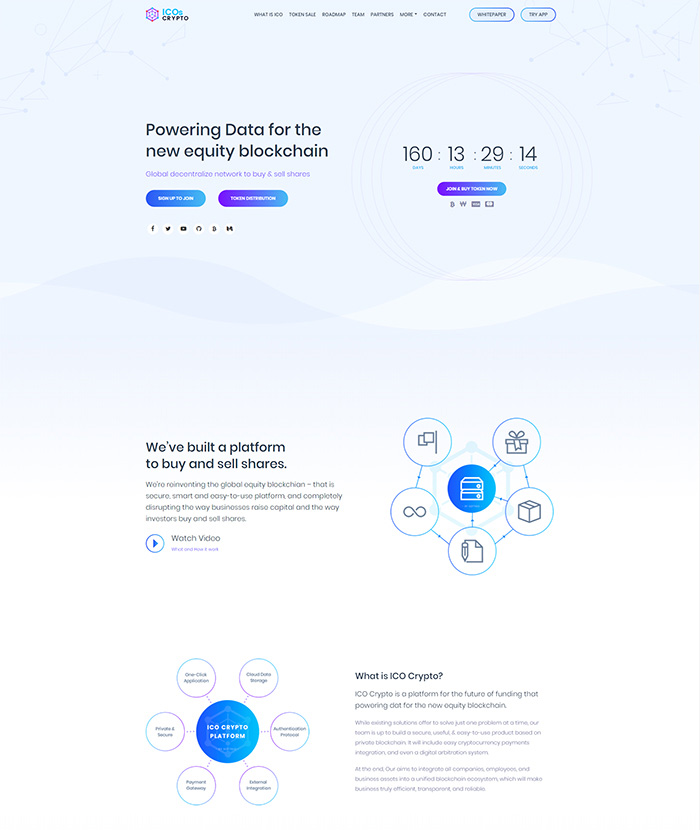 ICOs
CRYPTO
WHAT IS ICO
TOKEN SALE
ROADMAP
TEAM
PARTNERS
MORE
CONTACT
WHITEPAPER
TRY APP
Powering Data for the
new equity blockchain
Global decentralize network to buy & sell shares
SIGN UP TO JOIN
TOKEN DISTRIBUTION
160 : 13 : 29 : 14
DAYS
HOURS
MINUTES
SECONDS
JOIN & BUY TOKEN NOW
We've built a platform
to buy and sell shares.
We're reinventing the global equity blockchain – that is
secure, smart and easy-to-use platform, and completely
disrupting the way businesses raise capital and the way
investors buy and sell shares.
Watch Video
What and How it work
One-Click
Application
Cloud Data
Storage
Private &
Secure
ICO CRYPTO
PLATFORM
Authentization
Protocal
Payment
Gateway
External
Integration
What is ICO Crypto?
ICO Crypto is a platform for the future of funding that
powering dat for the new equity blockchain.
While existing solutions offer to solve just one problem at a time, our
team is up to build a secure, useful, & easy-to-use product based on
private blockchain. It will include easy cryptocurrency payments
integration, and even a digital arbitration system.
At the end, Our aims to integrate all companies, employees, and
business assets into a unified blockchain ecosystem, which will make
business truly efficient, transparent, and reliable.